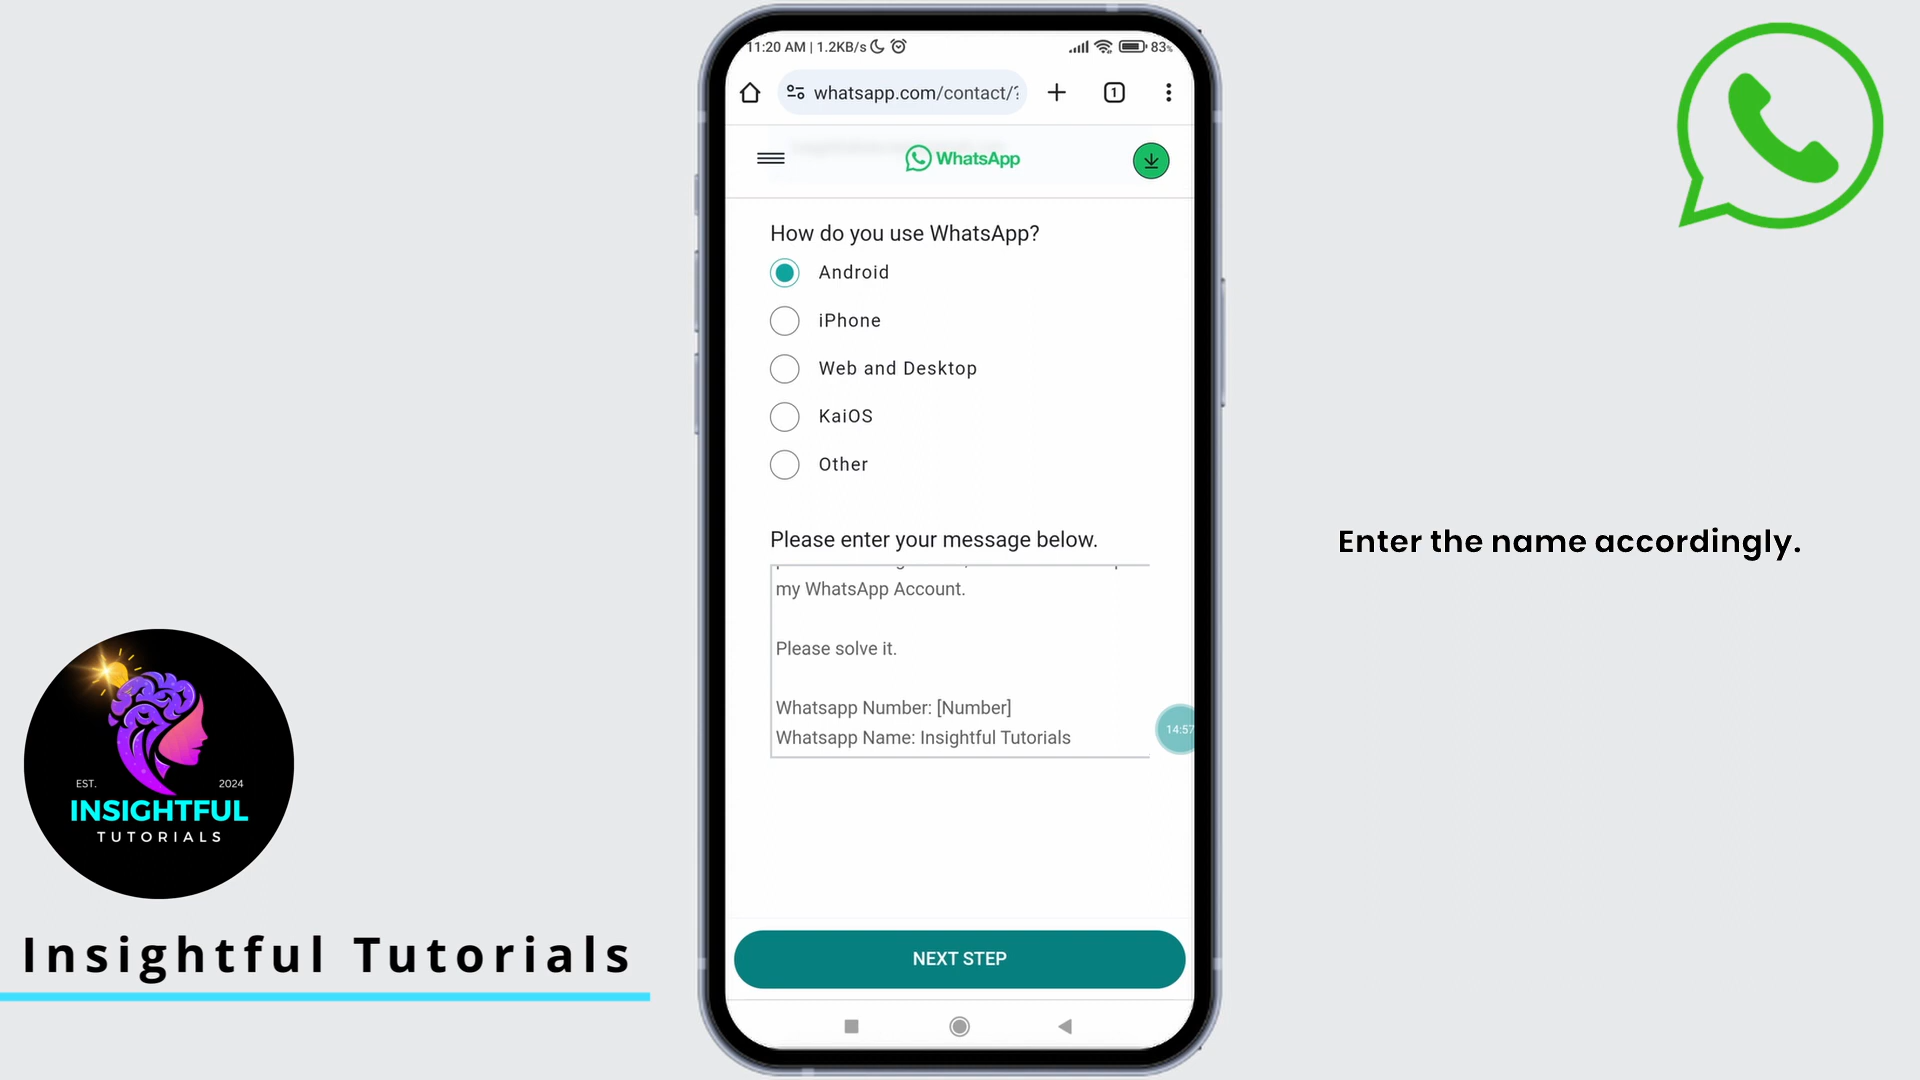 11:20 AM | 1.2KB/s
83%
whatsapp.com/contact/?
1
WhatsApp
How do you use WhatsApp?
Android
iPhone
Web and Desktop
KaiOS
Other
Please enter your message below.
my WhatsApp Account.
Please solve it.
Whatsapp Number: [Number]
Whatsapp Name: Insightful Tutorials
14:57
NEXT STEP
Enter the name accordingly.
EST. 2024
INSIGHTFUL
TUTORIALS
Insightful Tutorials